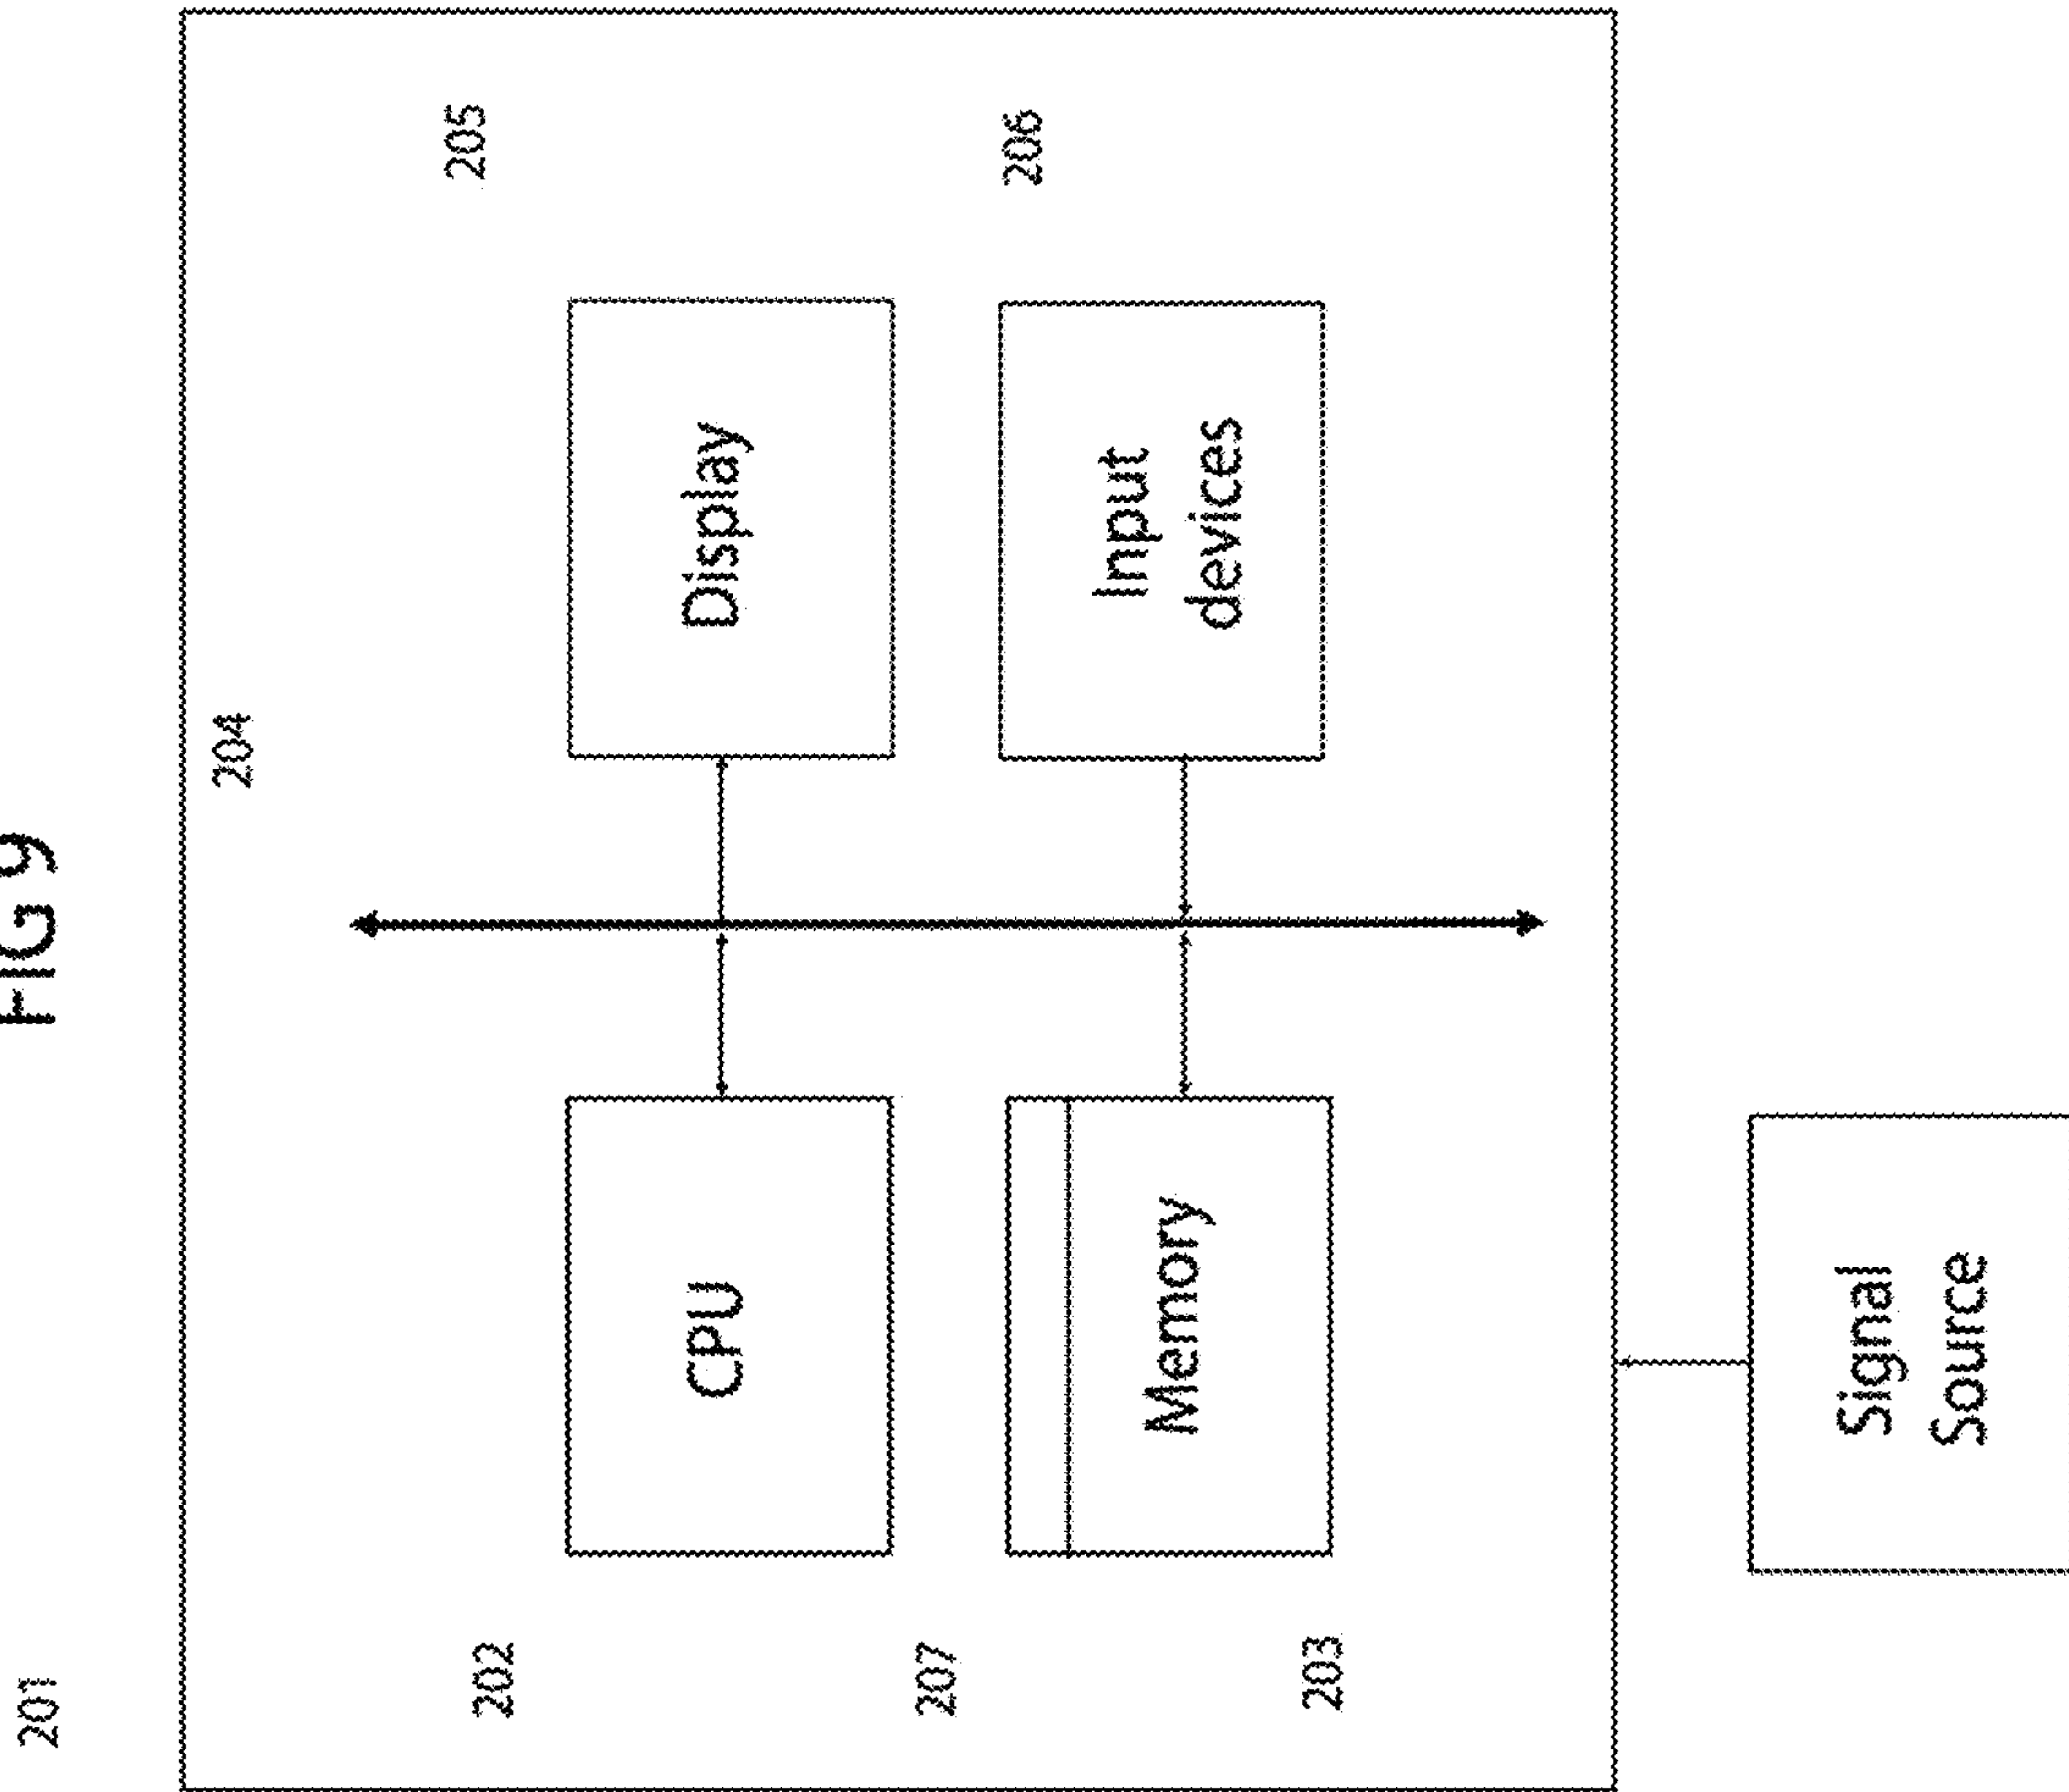 201
FIG 9
204
202
205
CPU
Display
207
206
Memory
Input
devices
203
Signal
Source